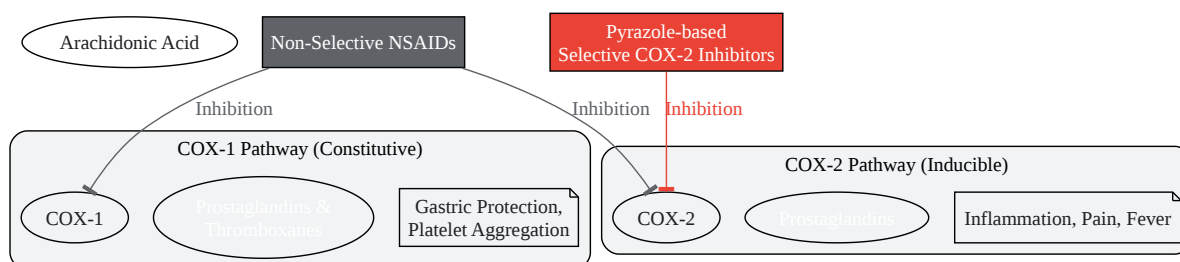 Arachidonic Acid
Non-Selective NSAIDs
Pyrazole-based
Selective COX-2 Inhibitors
Inhibition
Inhibition
Inhibition
COX-1 Pathway (Constitutive)
COX-1
Prostaglandins &
Thromboxanes
Gastric Protection,
Platelet Aggregation
COX-2 Pathway (Inducible)
COX-2
Prostaglandins
Inflammation, Pain, Fever